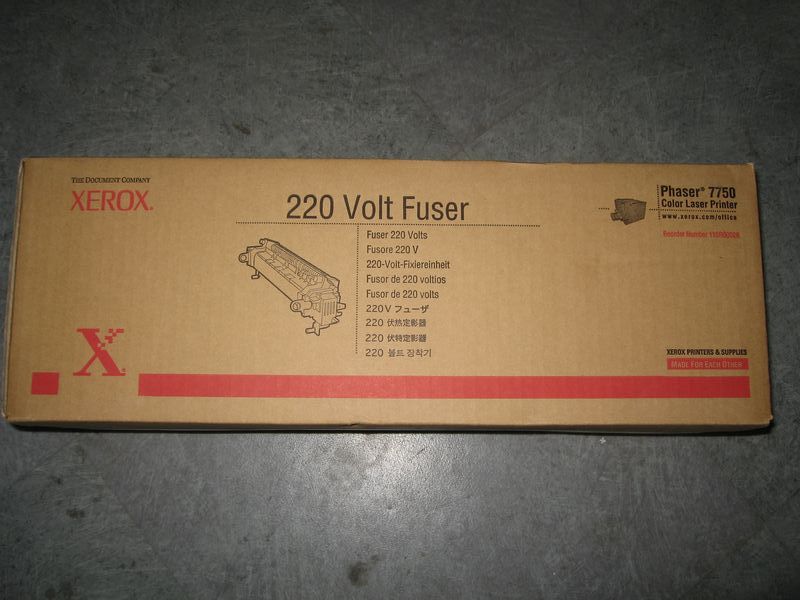 THE DOCUMENT COMPANY
XEROX.
220 Volt Fuser
Fuser 220 Volts
Fusore 220 V
220-Volt-Fixiereinheit
Fusor de 220 voltios
Fusor de 220 volts
220V フューザ
220 伏热定影器
220 伏特定影器
220 볼트 정착기
Phaser® 7750
Color Laser Printer
www.xerox.com/office
Reorder Number
X
XEROX PRINTERS & SUPPLIES
MADE FOR EACH OTHER